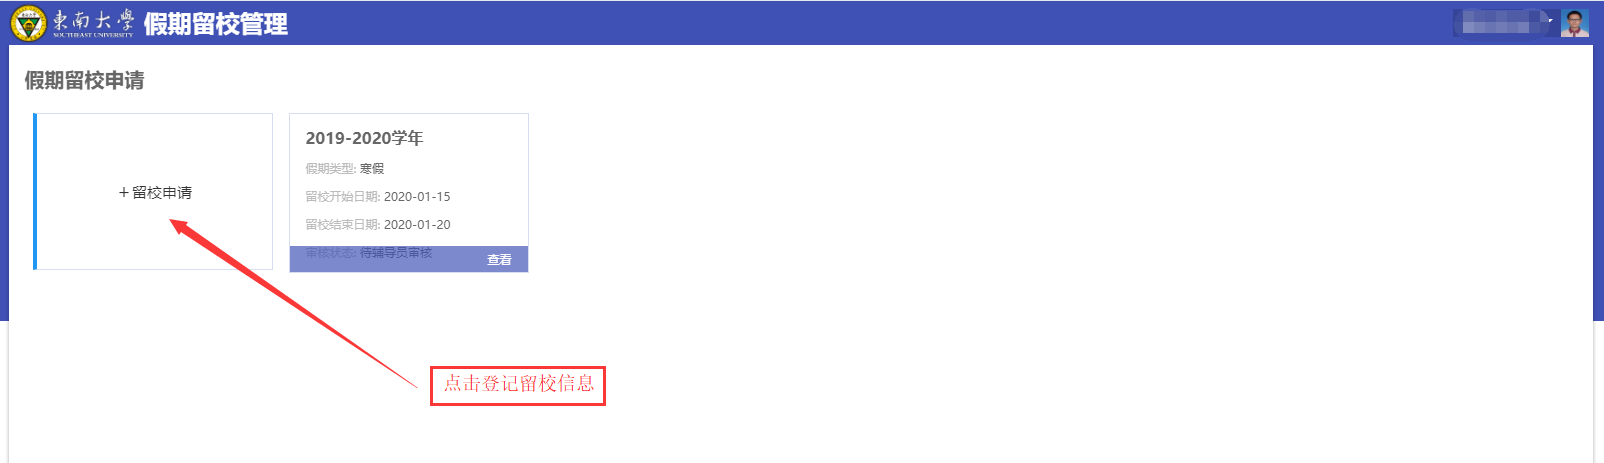 東南大學
SOUTHEAST UNIVERSITY
假期留校管理
假期留校申请
+ 留校申请
2019-2020学年
假期类型: 寒假
留校开始日期: 2020-01-15
留校结束日期: 2020-01-20
审核状态: 待辅导员审核
查看
点击登记留校信息